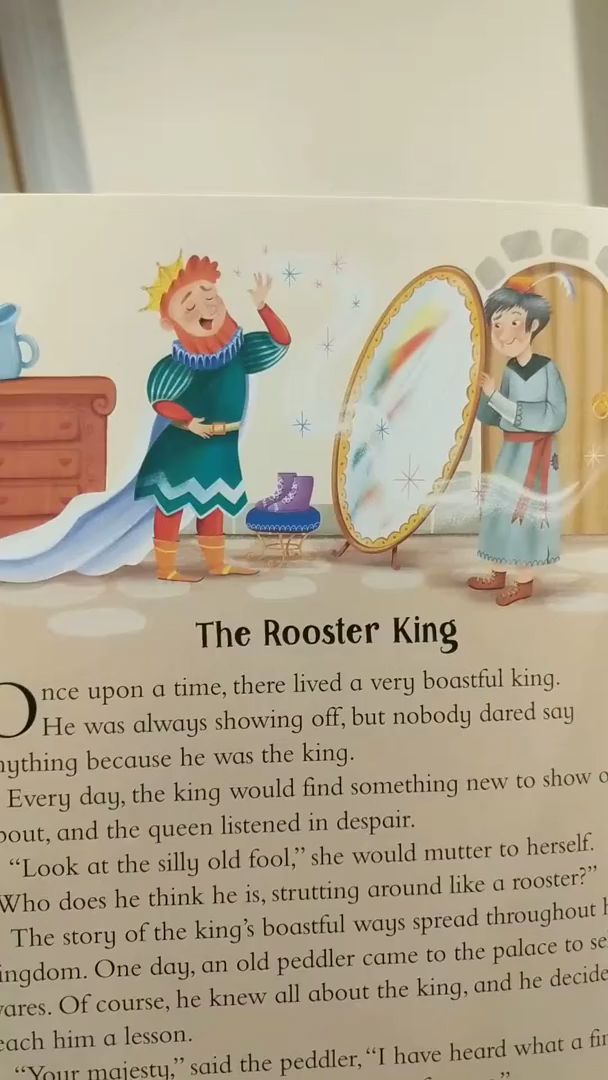 The Rooster King
Once upon a time, there lived a very boastful king.
He was always showing off, but nobody dared say
nything because he was the king.
Every day, the king would find something new to show o
bout, and the queen listened in despair.
“Look at the silly old fool,” she would mutter to herself.
Who does he think he is, strutting around like a rooster?”
The story of the king’s boastful ways spread throughout h
ingdom. One day, an old peddler came to the palace to se
wares. Of course, he knew all about the king, and he decide
each him a lesson.
“Your majesty,” said the peddler, “I have heard what a fin